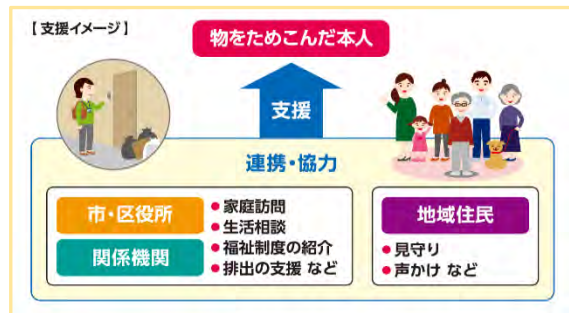 【支援イメージ】
物をためこんだ本人
支援
連携・協力
市・区役所
関係機関
●家庭訪問
●生活相談
●福祉制度の紹介
●排出の支援 など
地域住民
●見守り
●声かけ など